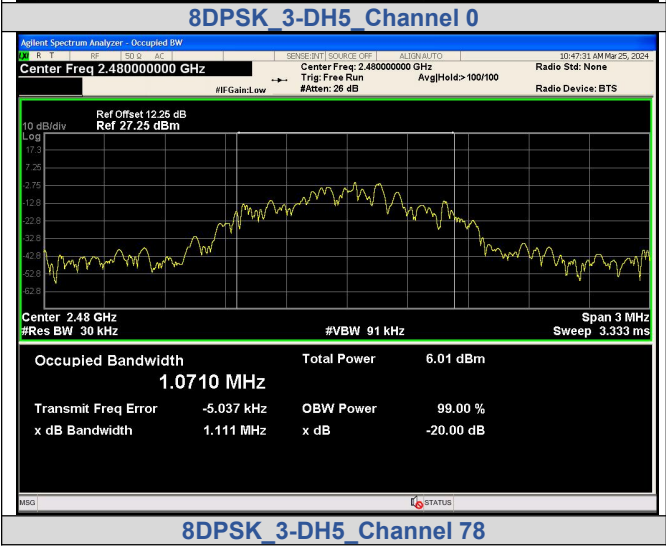 8DPSK_3-DH5_Channel 0
Agilent Spectrum Analyzer - Occupied BW
R T RF 50 Ω AC SENSE:INT SOURCE OFF ALIGN AUTO 10:47:31 AM Mar 25, 2024
Center Freq 2.480000000 GHz Center Freq: 2.480000000 GHz Radio Std: None
Trig: Free Run Avg|Hold:> 100/100
#IFGain:Low #Atten: 26 dB Radio Device: BTS
Ref Offset 12.25 dB
10 dB/div Ref 27.25 dBm
Log
17.3
7.25
-2.75
-12.8
-22.8
-32.8
-42.8
-52.8
-62.8
Center 2.48 GHz Span 3 MHz
#Res BW 30 kHz #VBW 91 kHz Sweep 3.333 ms
Occupied Bandwidth Total Power 6.01 dBm
1.0710 MHz
Transmit Freq Error -5.037 kHz OBW Power 99.00 %
x dB Bandwidth 1.111 MHz x dB -20.00 dB
MSG STATUS
8DPSK_3-DH5_Channel 78